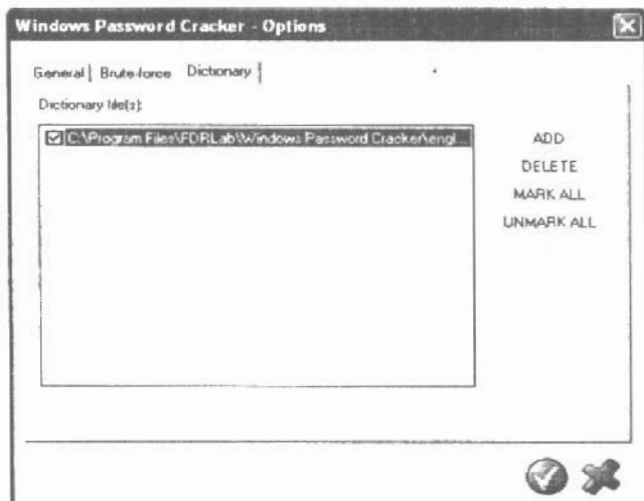 Windows Password Cracker - Options
General Brute-force Dictionary
Dictionary file(s):
C:\Program Files\FDRLab\Windows Password Cracker\engl...
ADD
DELETE
MARK ALL
UNMARK ALL